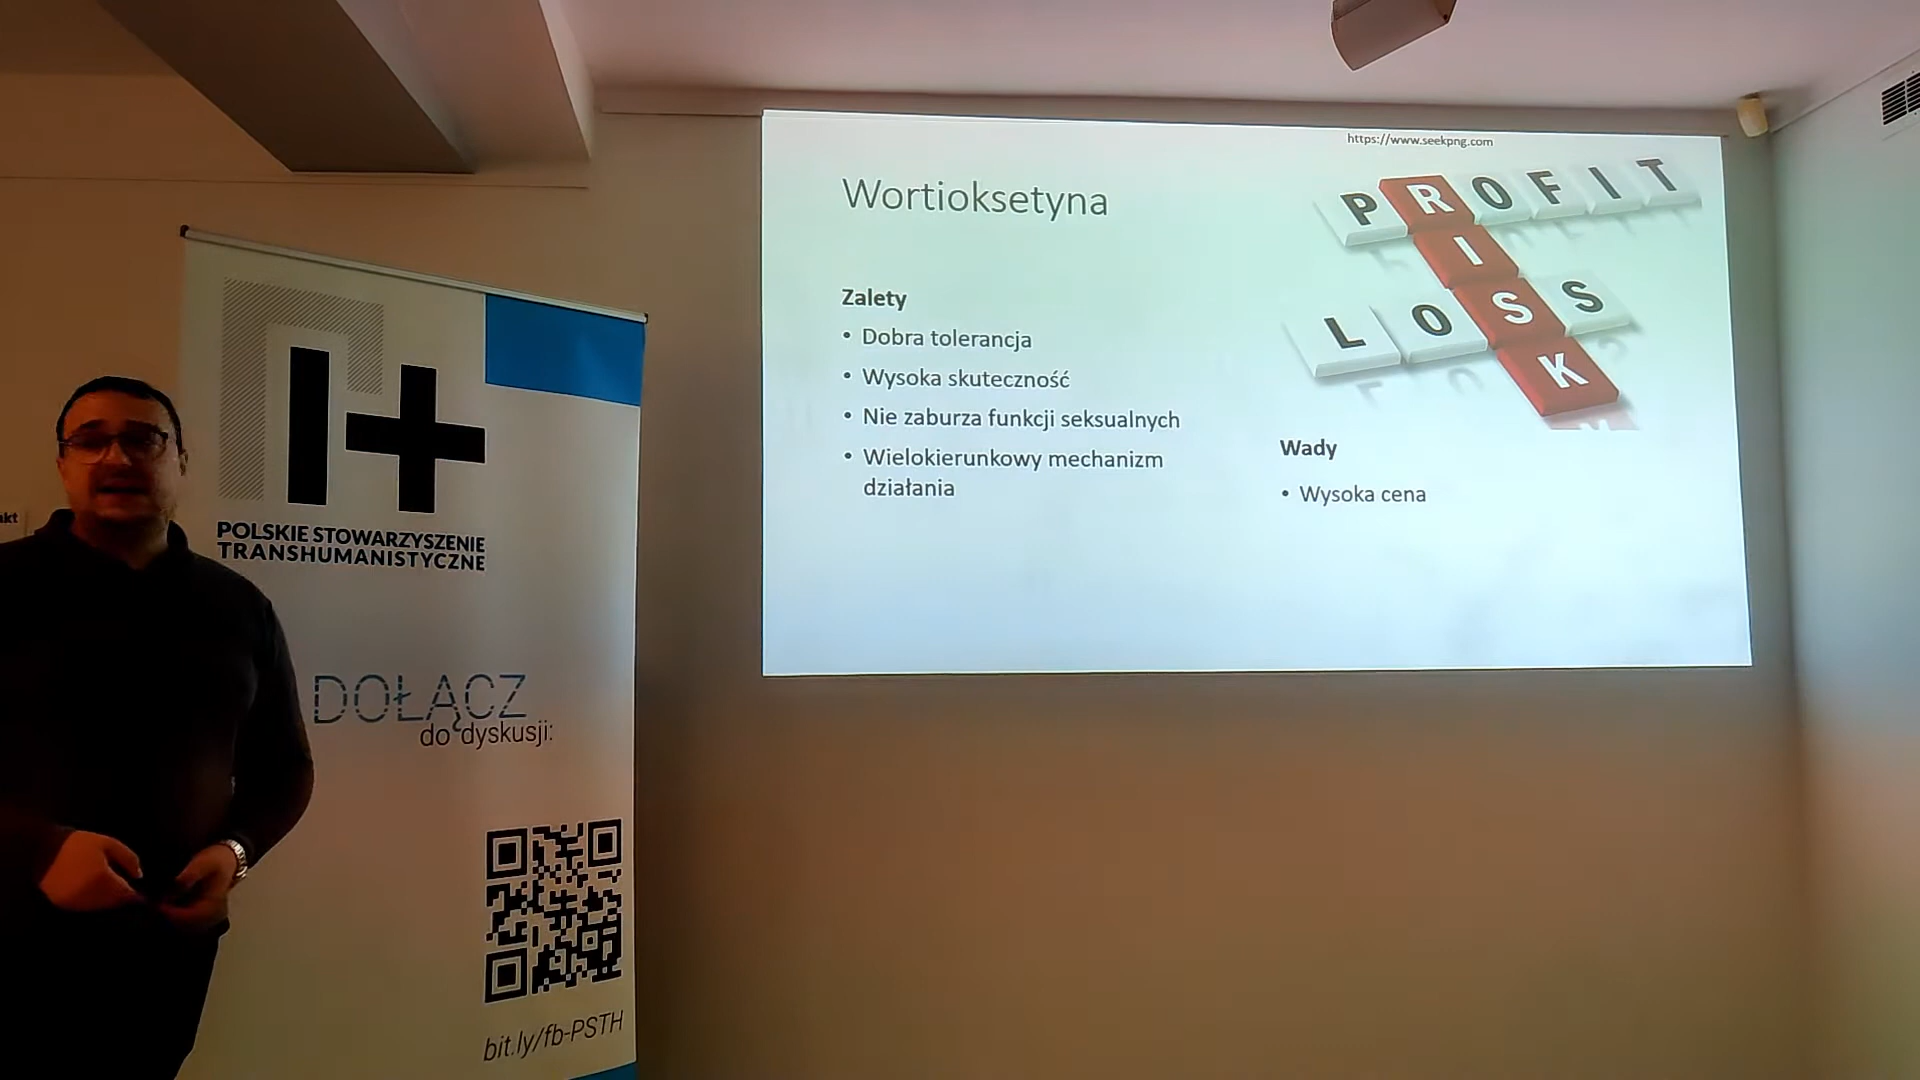 akt
POLSKIE STOWARZYSZENIE
TRANSHUMANISTYCZNE
DOŁĄCZ
do dyskusji:
bit.ly/fb-PSTH
https://www.seekpng.com
Wortioksetyna
PROFIT
RISK
LOSS
Zalety
• Dobra tolerancja
• Wysoka skuteczność
• Nie zaburza funkcji seksualnych
• Wielokierunkowy mechanizm
działania
Wady
• Wysoka cena